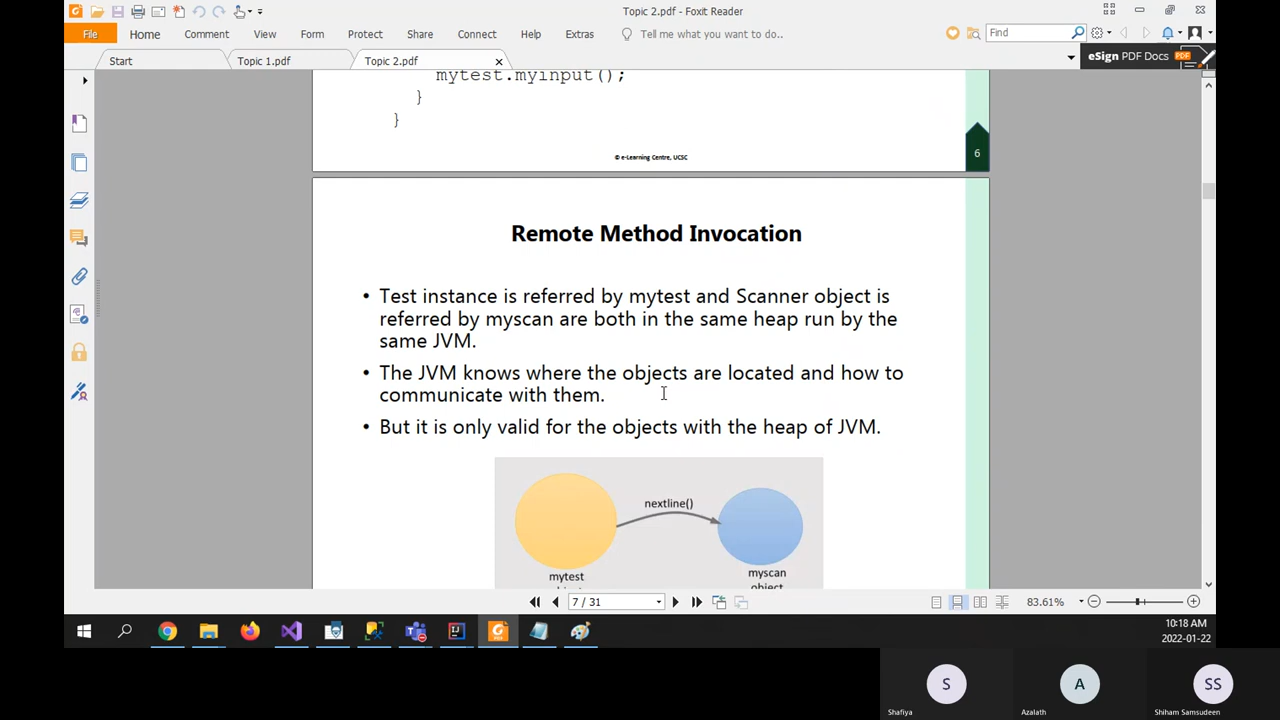 Topic 2.pdf - Foxit Reader
File Home Comment View Form Protect Share Connect Help Extras Tell me what you want to do.. Find
Start Topic 1.pdf Topic 2.pdf eSign PDF Docs
mytest.myinput();
}
}
© e-Learning Centre, UCSC
6
Remote Method Invocation
• Test instance is referred by mytest and Scanner object is
referred by myscan are both in the same heap run by the
same JVM.
• The JVM knows where the objects are located and how to
communicate with them.
• But it is only valid for the objects with the heap of JVM.
nextline()
mytest
myscan
object
7 / 31 83.61%
10:18 AM
2022-01-22
S A SS
Shafiya Azalath Shiham Samsudeen